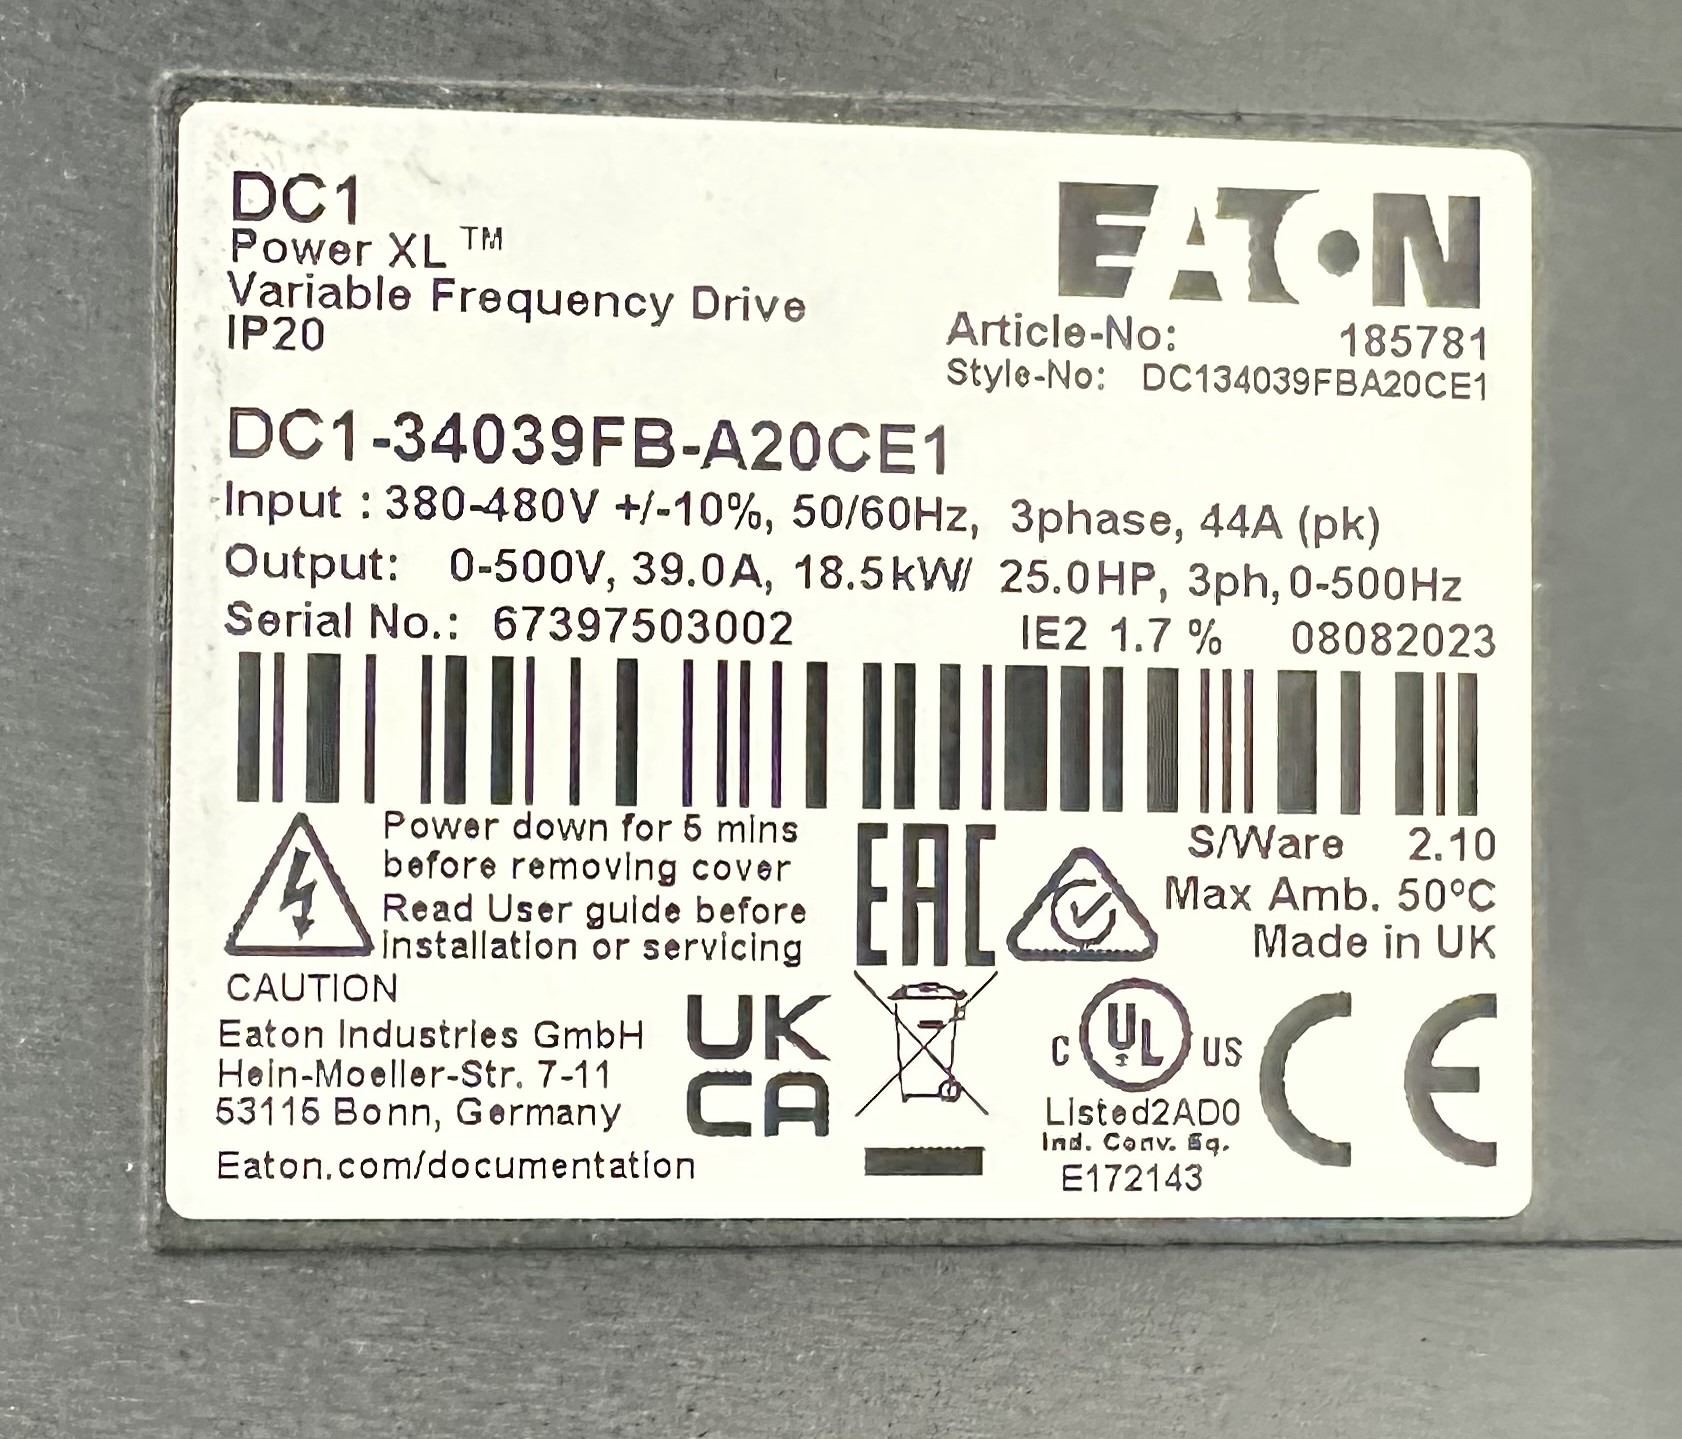 DC1
Power XL™
Variable Frequency Drive
IP20
EATON
Article-No: 185781
Style-No: DC134039FBA20CE1
DC1-34039FB-A20CE1
Input : 380-480V +/-10%, 50/60Hz, 3phase, 44A (pk)
Output: 0-500V, 39.0A, 18.5kW/ 25.0HP, 3ph, 0-500Hz
Serial No.: 67397503002 IE2 1.7 % 08082023
Power down for 5 mins
before removing cover
Read User guide before
installation or servicing
CAUTION
EAC
S/Ware 2.10
Max Amb. 50°C
Made in UK
Eaton Industries GmbH
Hein-Moeller-Str. 7-11
53115 Bonn, Germany
Eaton.com/documentation
UK
CA
C UL US
Listed2AD0
Ind. Conv. Eq.
E172143
CE